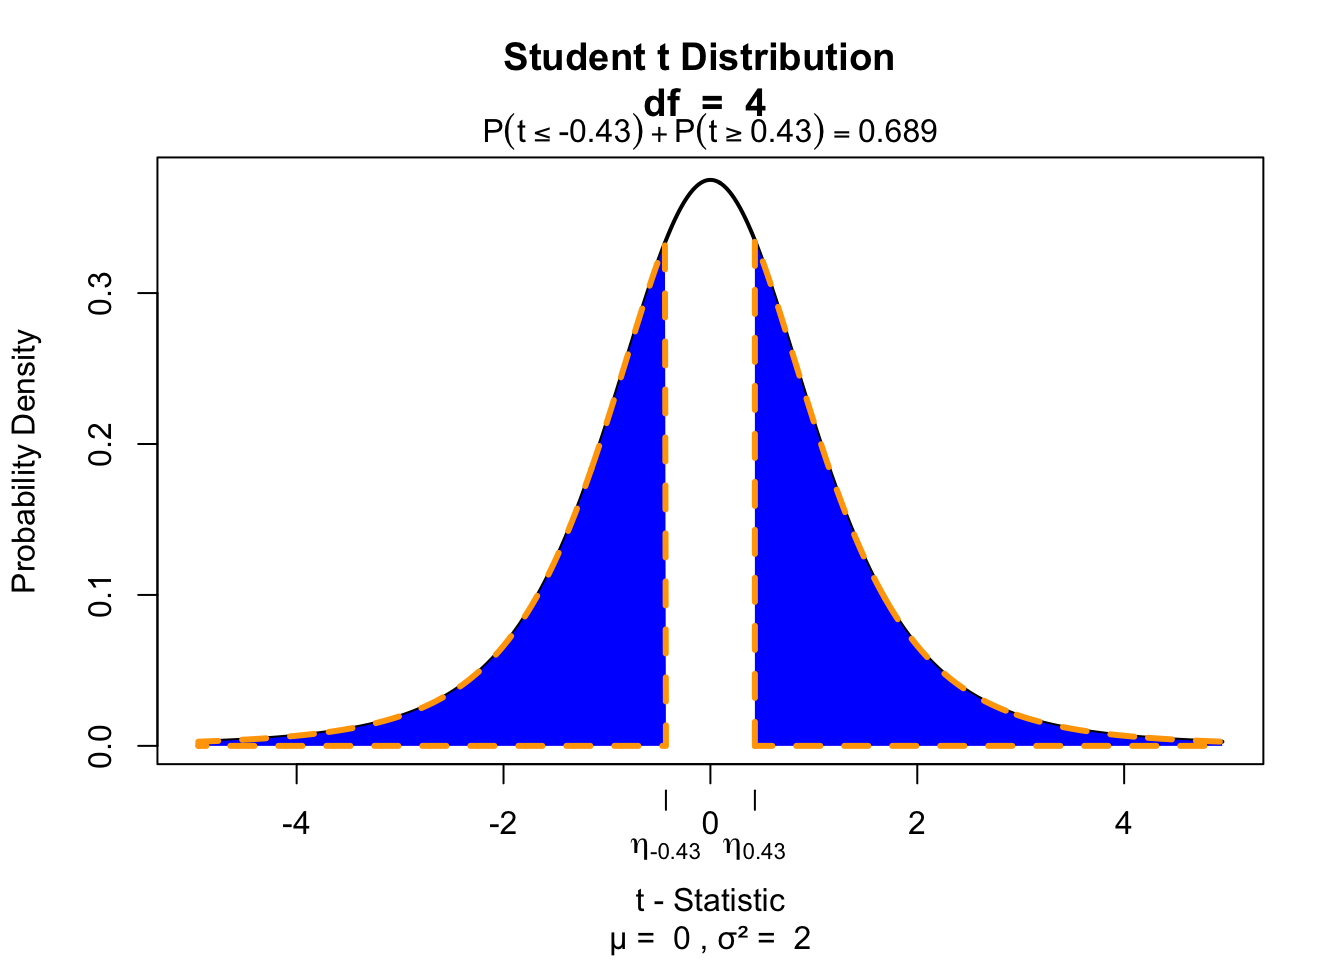 Student t Distribution
df = 4
P(t ≤ -0.43) + P(t ≥ 0.43) = 0.689
Probability Density
0.3
0.2
0.1
0.0
-4 -2 0 2 4
η-0.43 η0.43
t - Statistic
μ = 0 , σ² = 2